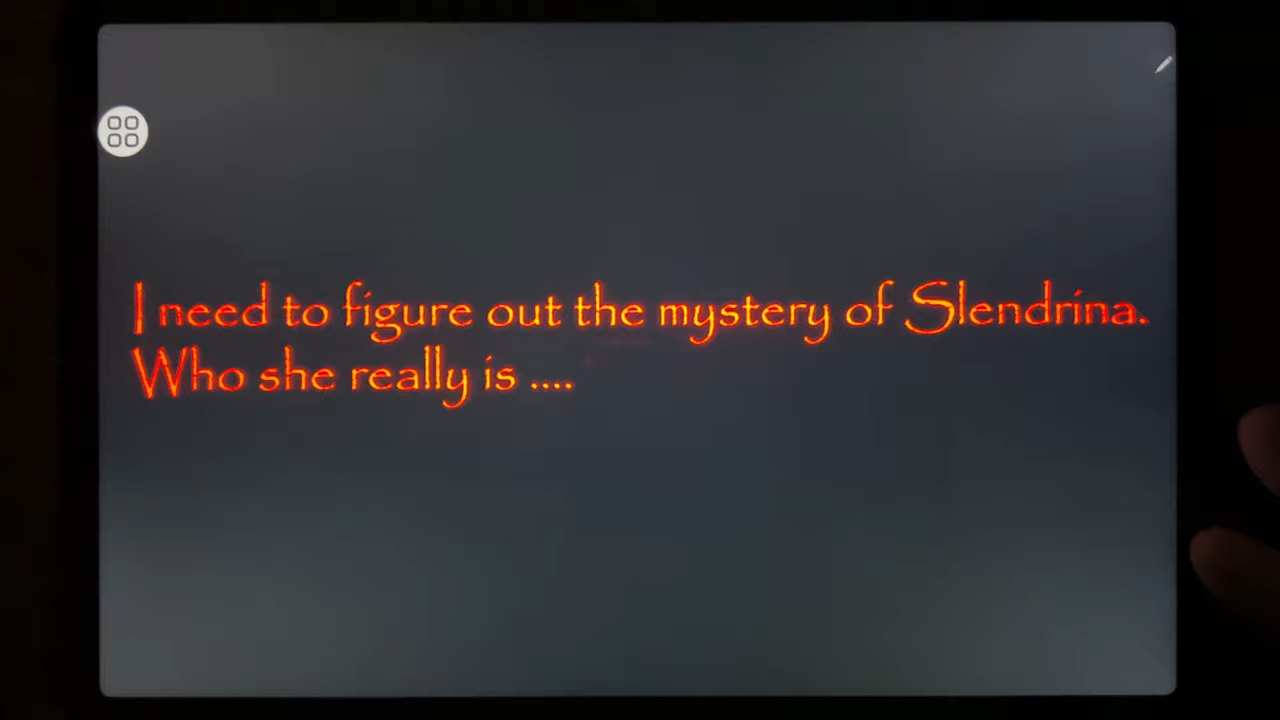 I need to figure out the mystery of Slendrina.
Who she really is ....